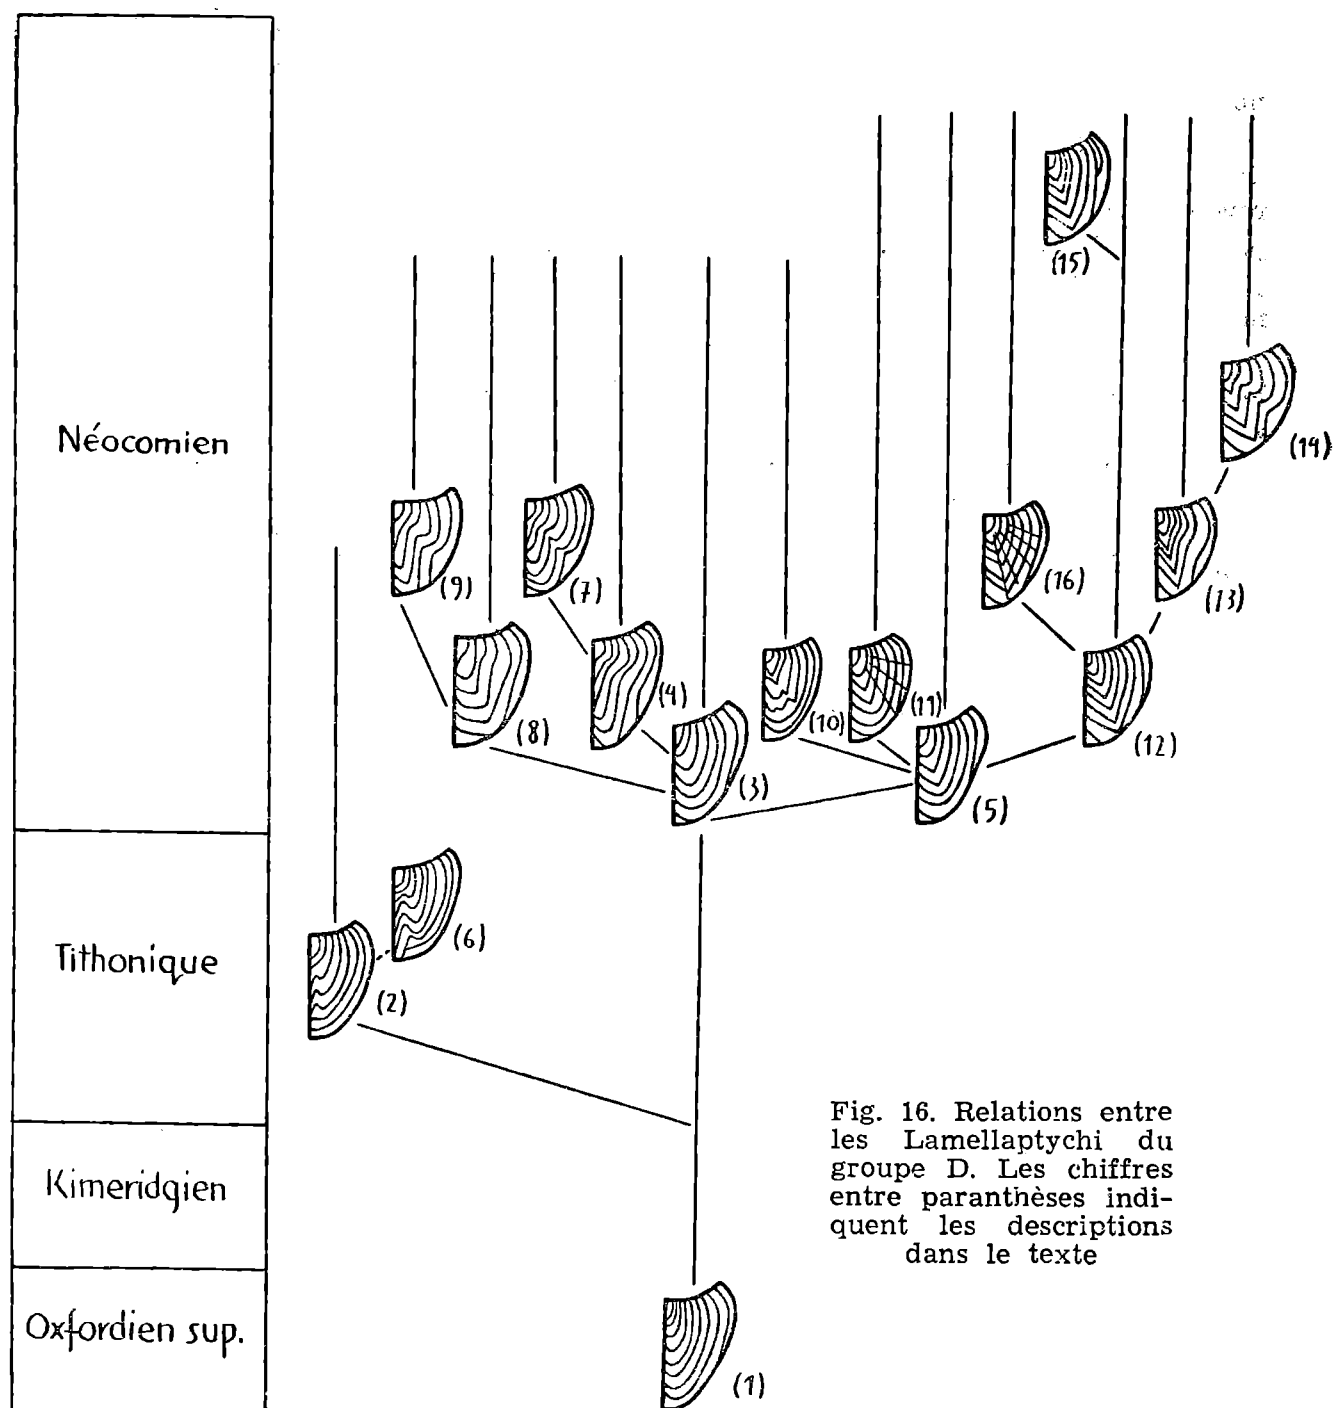 Néocomien
Tithonique
Kimeridgien
Oxfordien sup.
(15)
(14)
(9)
(7)
(16)
(13)
(8)
(4)
(10)
(11)
(12)
(3)
(5)
(6)
(2)
(1)
Fig. 16. Relations entre
les Lamellaptychi du
groupe D. Les chiffres
entre paranthèses indi-
quent les descriptions
dans le texte